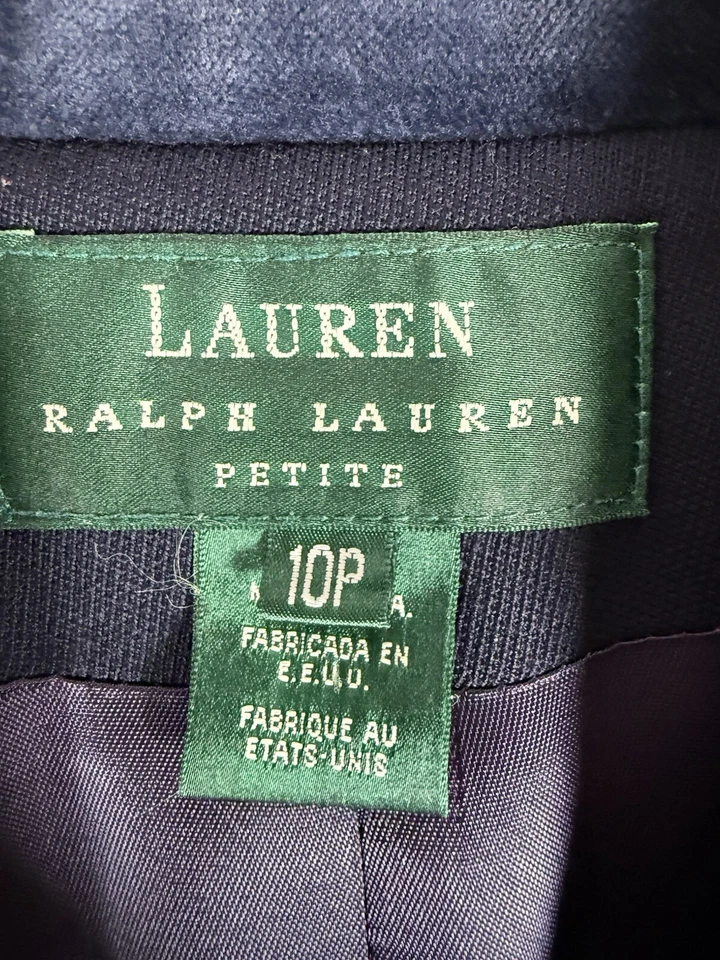 LAUREN
RALPH LAUREN
PETITE
10P
A.
FABRICADA EN
E.E.U.U.
FABRIQUE AU
ETATS-UNIS